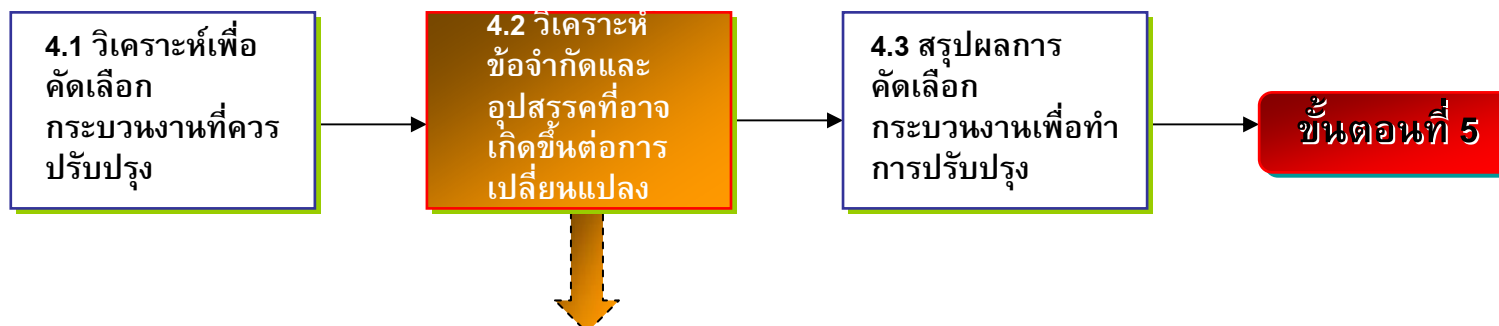 4.1 วิเคราะห์เพื่อ
คัดเลือก
กระบวนงานที่ควร
ปรับปรุง
4.2 วิเคราะห์
ข้อจำกัดและ
อุปสรรคที่อาจ
เกิดขึ้นต่อการ
เปลี่ยนแปลง
4.3 สรุปผลการ
คัดเลือก
กระบวนงานเพื่อทำ
การปรับปรุง
ขั้นตอนที่ 5